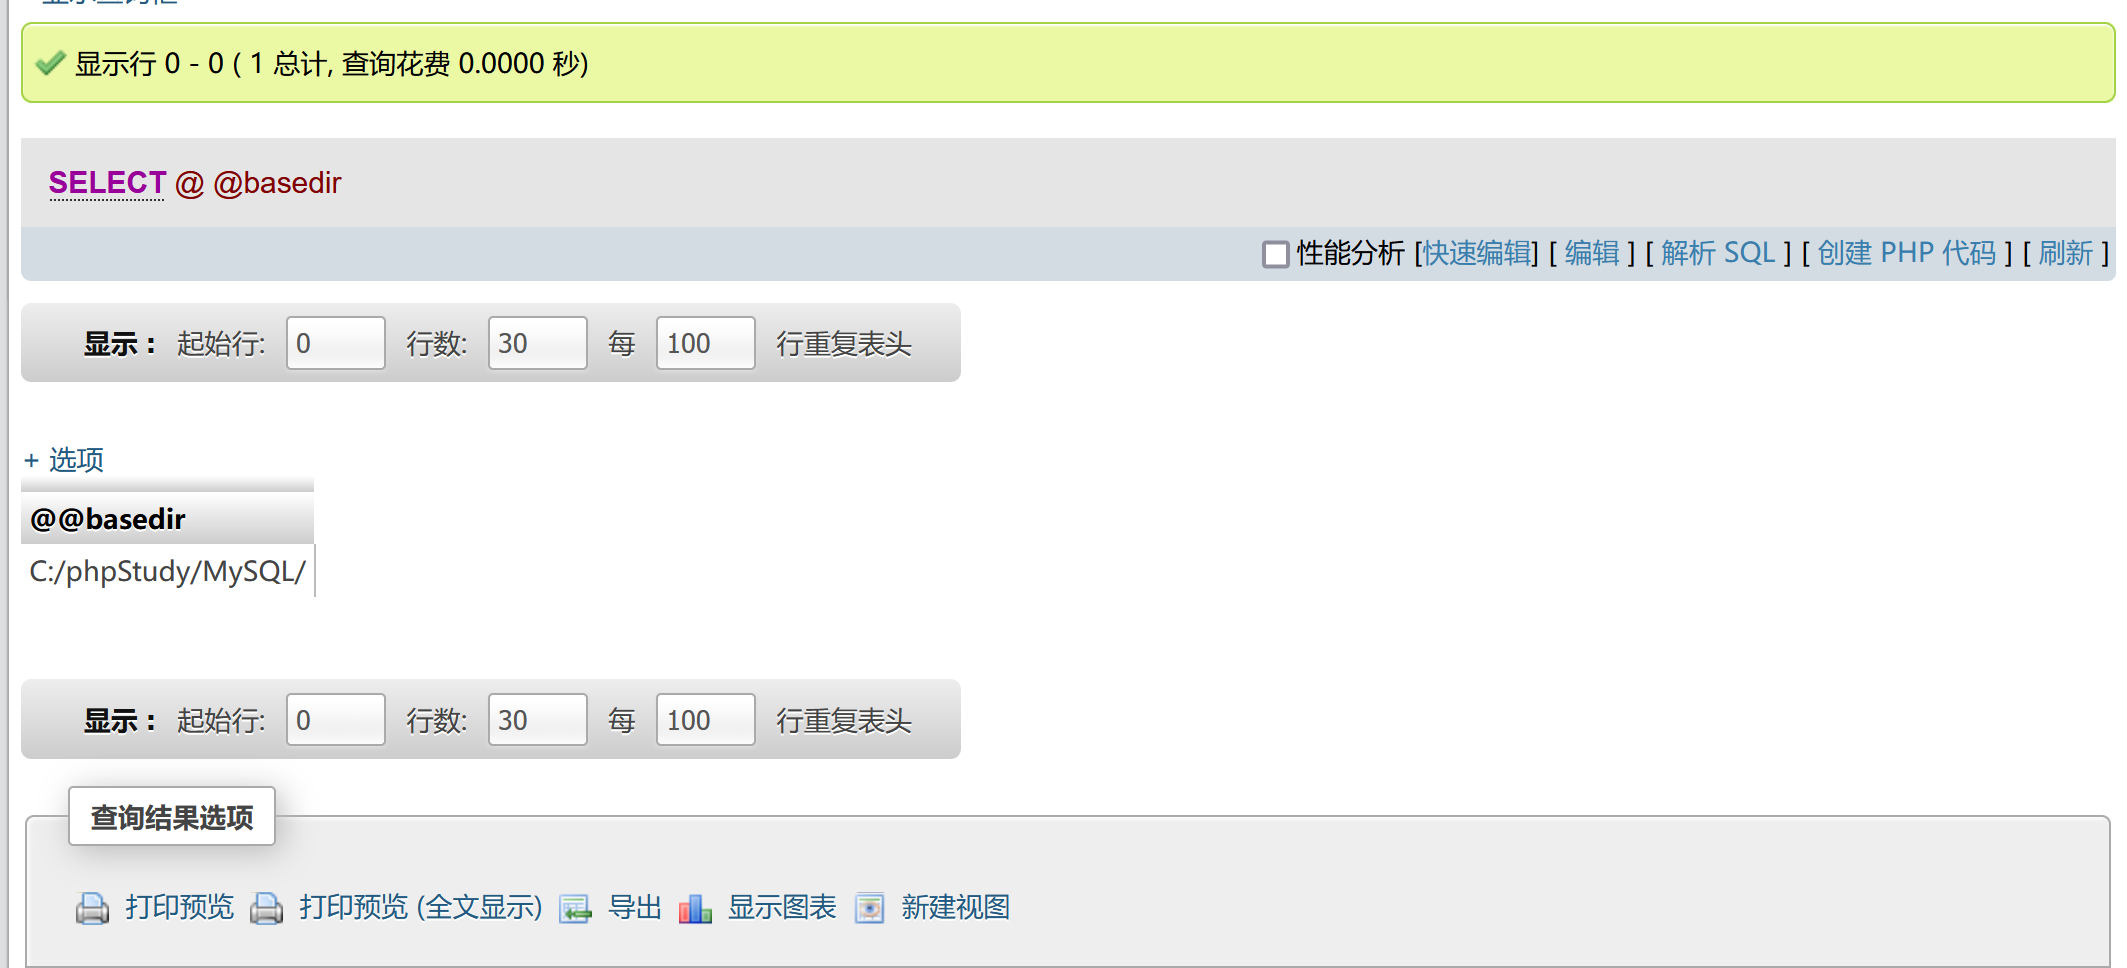 显示行 0 - 0 ( 1 总计, 查询花费 0.0000 秒)
SELECT @ @basedir
性能分析 [快速编辑] [ 编辑 ] [ 解析 SQL ] [ 创建 PHP 代码 ] [ 刷新 ]
显示： 起始行: 0 行数: 30 每 100 行重复表头
+ 选项
@@basedir
C:/phpStudy/MySQL/
显示： 起始行: 0 行数: 30 每 100 行重复表头
查询结果选项
打印预览 打印预览 (全文显示) 导出 显示图表 新建视图